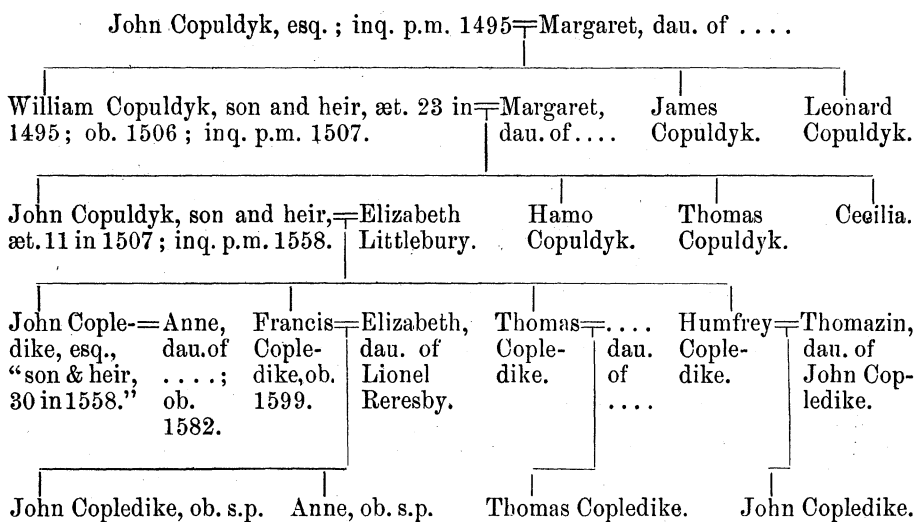 John Copuldyk, esq. ; inq. p.m. 1495 Margaret, dau. of . . . .
William Copuldyk, son and heir, æt. 23 in
1495; ob. 1506 ; inq. p.m. 1507.
Margaret,
dau. of . . . .
James
Copuldyk.
Leonard
Copuldyk.
John Copuldyk, son and heir,
æt. 11 in 1507 ; inq. p.m. 1558.
Elizabeth
Littlebury.
Hamo
Copuldyk.
Thomas
Copuldyk.
Cecilia.
John Cople-
dike, esq.,
“son & heir,
30 in 1558.”
Anne,
dau. of
. . . . ;
ob.
1582.
Francis
Cople-
dike, ob.
1599.
Elizabeth,
dau. of
Lionel
Reresby.
Thomas
Cople-
dike.
. . . .
dau.
of
. . . .
Humfrey
Cople-
dike.
Thomazin,
dau. of
John Cop-
ledike.
John Copledike, ob. s.p. Anne, ob. s.p. Thomas Copledike. John Copledike.